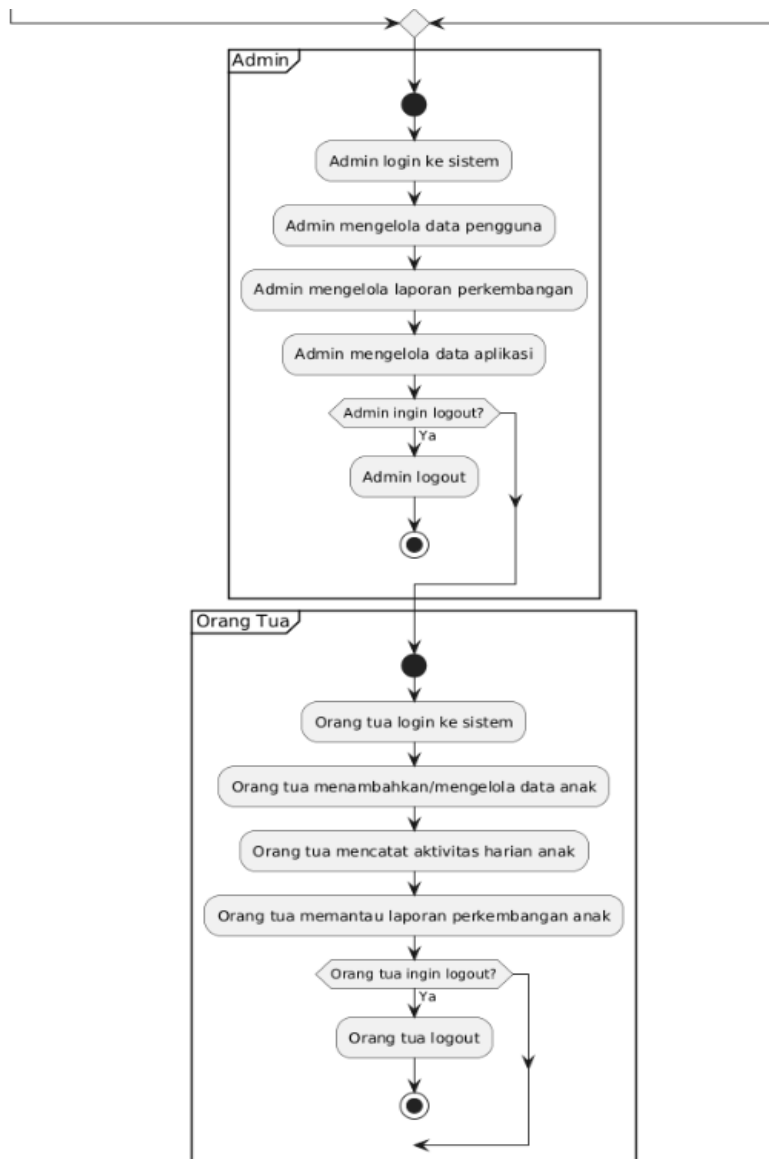 Admin
Admin login ke sistem
Admin mengelola data pengguna
Admin mengelola laporan perkembangan
Admin mengelola data aplikasi
Admin ingin logout?
Ya
Admin logout
Orang Tua
Orang tua login ke sistem
Orang tua menambahkan/mengelola data anak
Orang tua mencatat aktivitas harian anak
Orang tua memantau laporan perkembangan anak
Orang tua ingin logout?
Ya
Orang tua logout